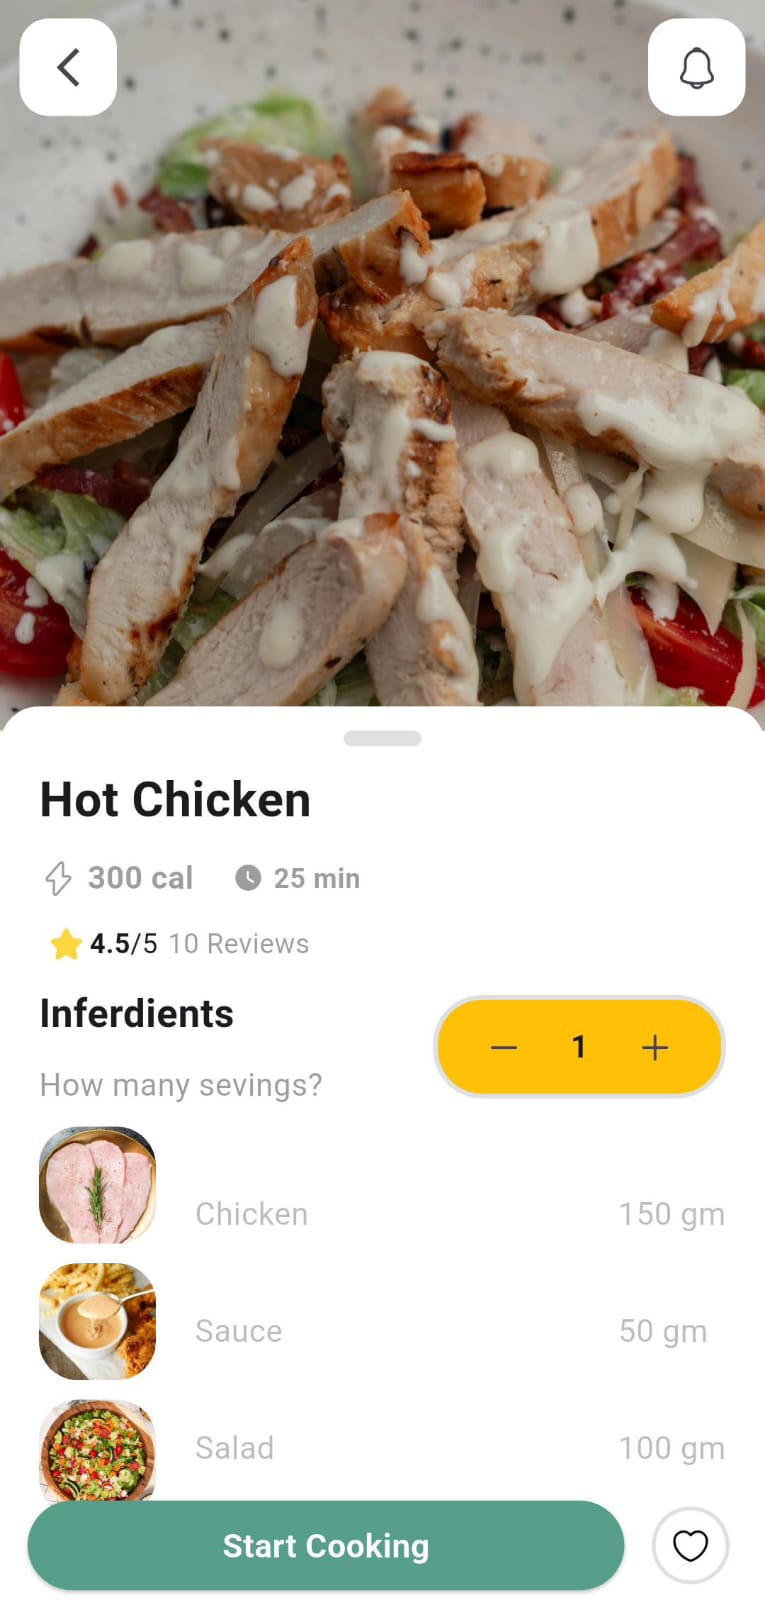 Hot Chicken
300 cal 25 min
4.5/5 10 Reviews
Inferdients
How many sevings?
— 1 +
Chicken 150 gm
Sauce 50 gm
Salad 100 gm
Start Cooking